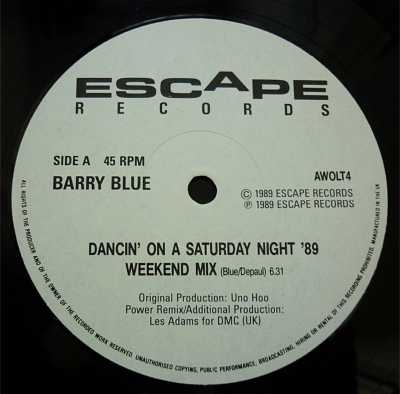 ESCAPE
RECORDS
SIDE A 45 RPM
AWOLT4
BARRY BLUE
© 1989 ESCAPE RECORDS
℗ 1989 ESCAPE RECORDS
DANCIN' ON A SATURDAY NIGHT '89
WEEKEND MIX (Blue/Depaul) 6.31
Original Production: Uno Hoo
Power Remix/Additional Production:
Les Adams for DMC (UK)
ALL RIGHTS OF THE PRODUCER AND OF THE OWNER OF THE RECORDED WORK RESERVED. UNAUTHORISED COPYING, PUBLIC PERFORMANCE, BROADCASTING, HIRING OR RENTAL OF THIS RECORDING PROHIBITED. MANUFACTURED IN THE UK